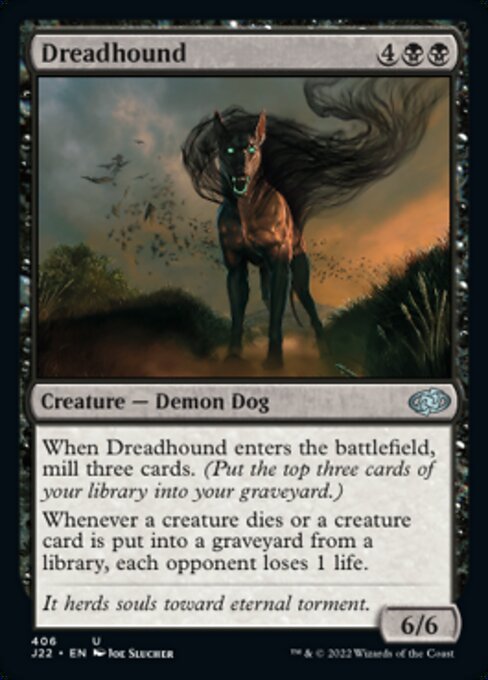 Dreadhound 4
Creature — Demon Dog
When Dreadhound enters the battlefield,
mill three cards. (Put the top three cards of
your library into your graveyard.)
Whenever a creature dies or a creature
card is put into a graveyard from a
library, each opponent loses 1 life.
It herds souls toward eternal torment.
6/6
406 U
J22 • EN Joe Slucher
™ & © 2022 Wizards of the Coast